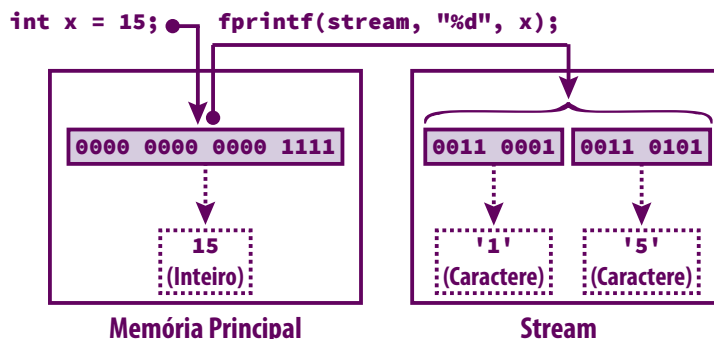 int x = 15; fprintf(stream, "%d", x);
0000 0000 0000 1111
0011 0001 0011 0101
15 '1' '5'
(Inteiro) (Caractere) (Caractere)
Memória Principal Stream